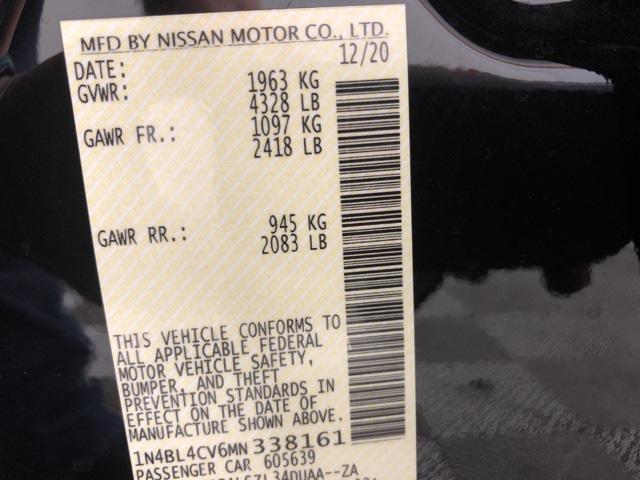 MFD BY NISSAN MOTOR CO., LTD.
DATE: 12/20
GVWR: 1963 KG
4328 LB
GAWR FR.: 1097 KG
2418 LB
GAWR RR.: 945 KG
2083 LB
THIS VEHICLE CONFORMS TO
ALL APPLICABLE FEDERAL
MOTOR VEHICLE SAFETY,
BUMPER, AND THEFT
PREVENTION STANDARDS IN
EFFECT ON THE DATE OF
MANUFACTURE SHOWN ABOVE.
1N4BL4CV6MN 338161
PASSENGER CAR 605639